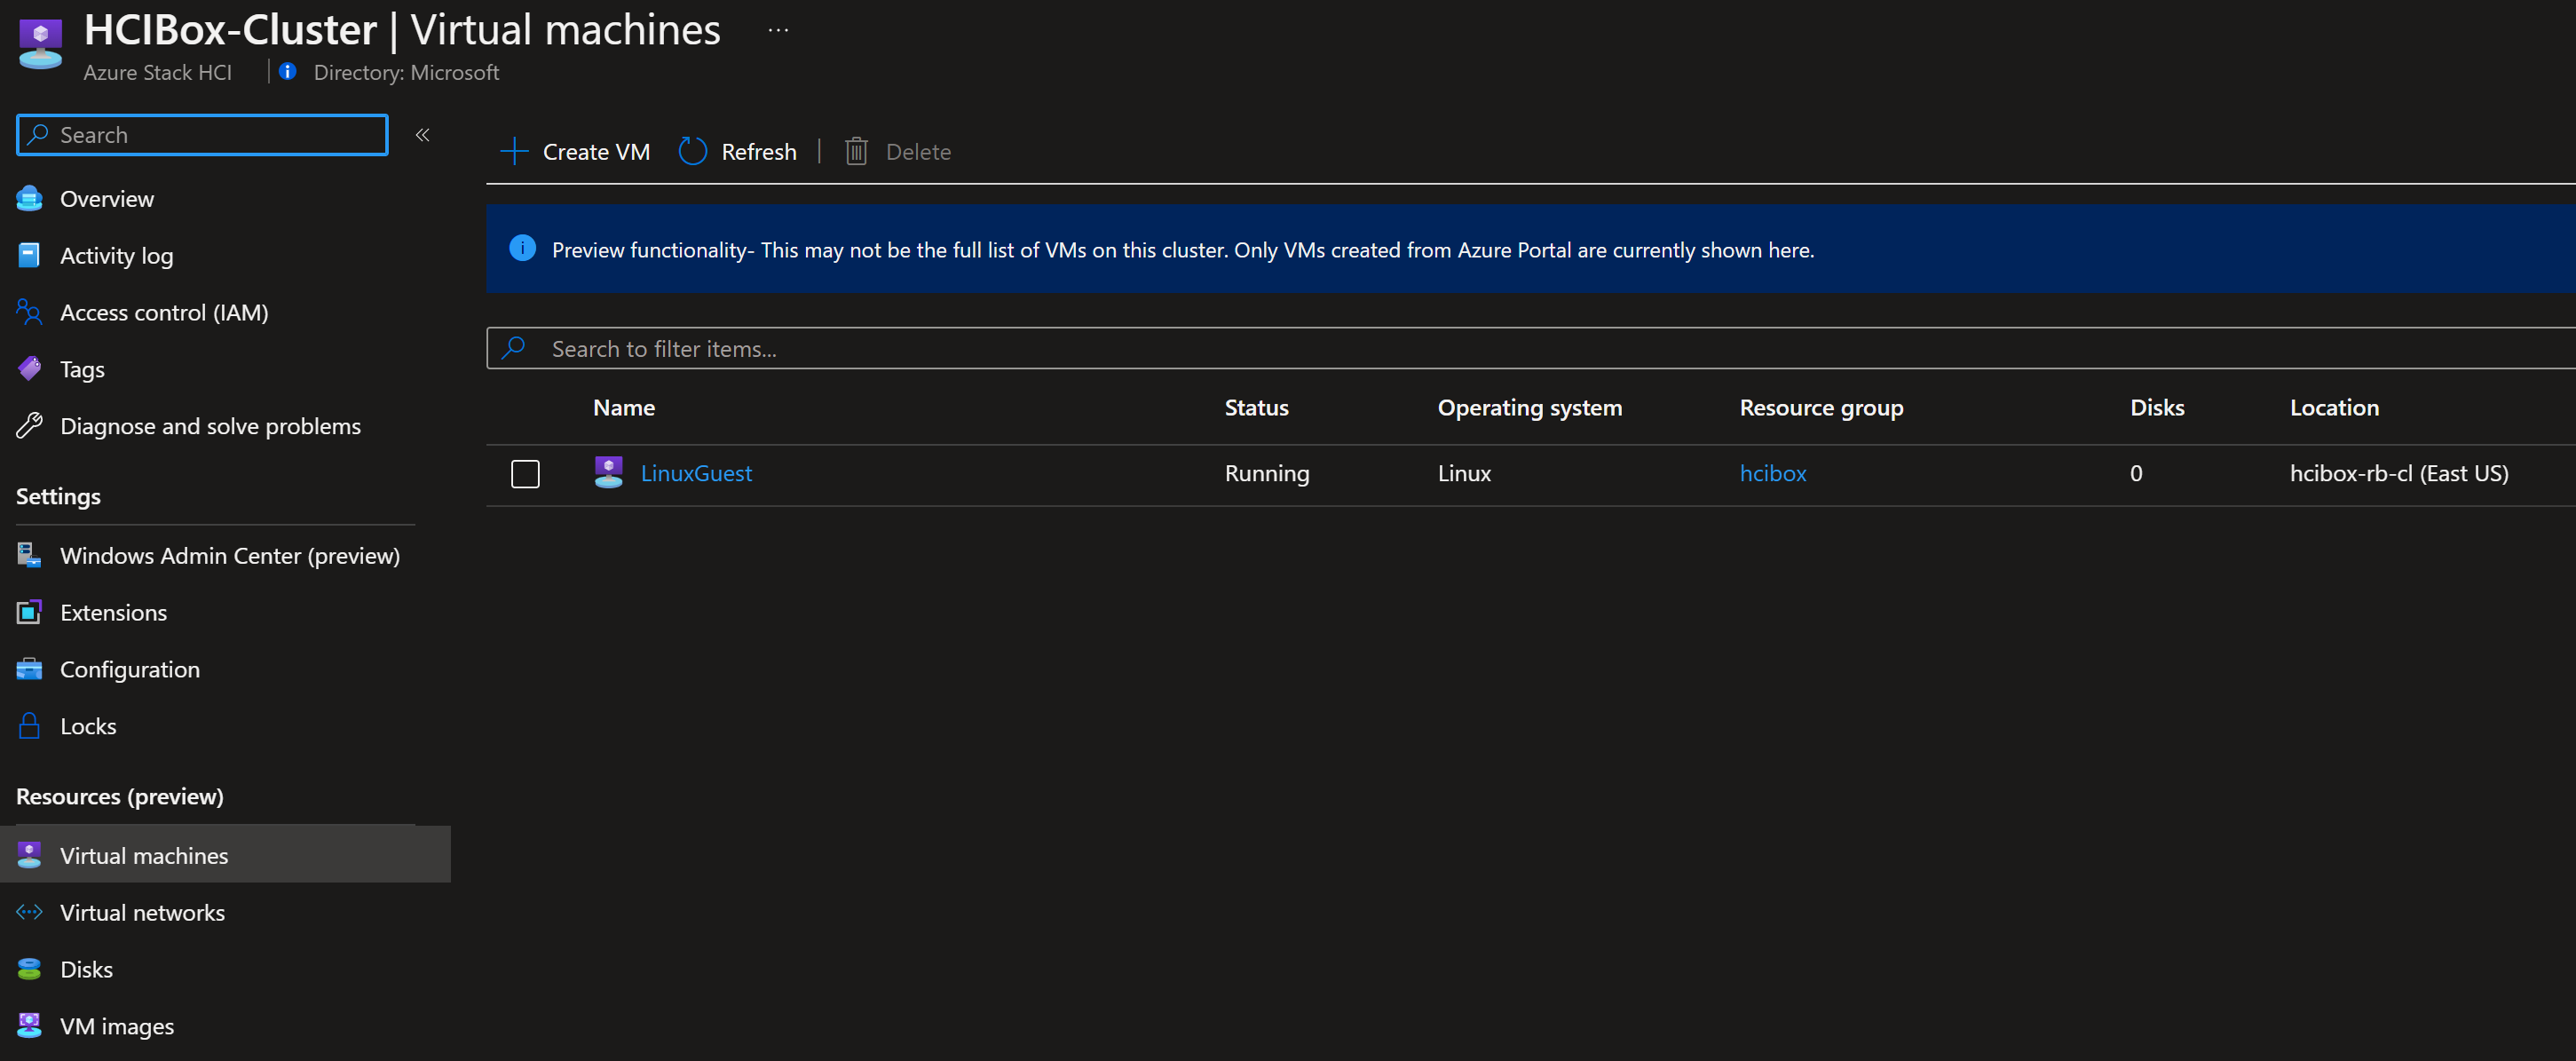 HCIBox-Cluster | Virtual machines ...
Azure Stack HCI | Directory: Microsoft
Search
«
Overview
Activity log
Access control (IAM)
Tags
Diagnose and solve problems
Settings
Windows Admin Center (preview)
Extensions
Configuration
Locks
Resources (preview)
Virtual machines
Virtual networks
Disks
VM images
Create VM Refresh | Delete
Preview functionality- This may not be the full list of VMs on this cluster. Only VMs created from Azure Portal are currently shown here.
Search to filter items...
Name Status Operating system Resource group Disks Location
LinuxGuest Running Linux hcibox 0 hcibox-rb-cl (East US)